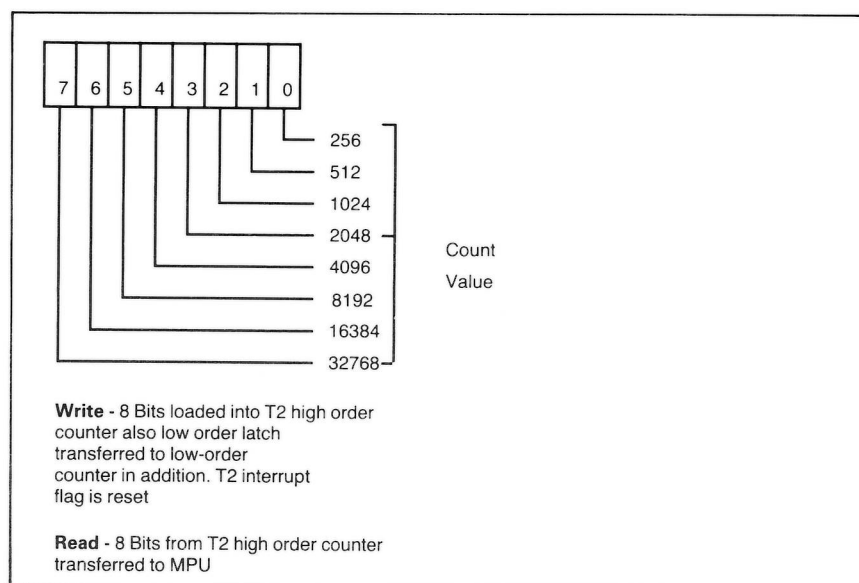 7 6 5 4 3 2 1 0
256
512
1024
2048
4096
8192
16384
32768
Count
Value
Write - 8 Bits loaded into T2 high order
counter also low order latch
transferred to low-order
counter in addition. T2 interrupt
flag is reset
Read - 8 Bits from T2 high order counter
transferred to MPU